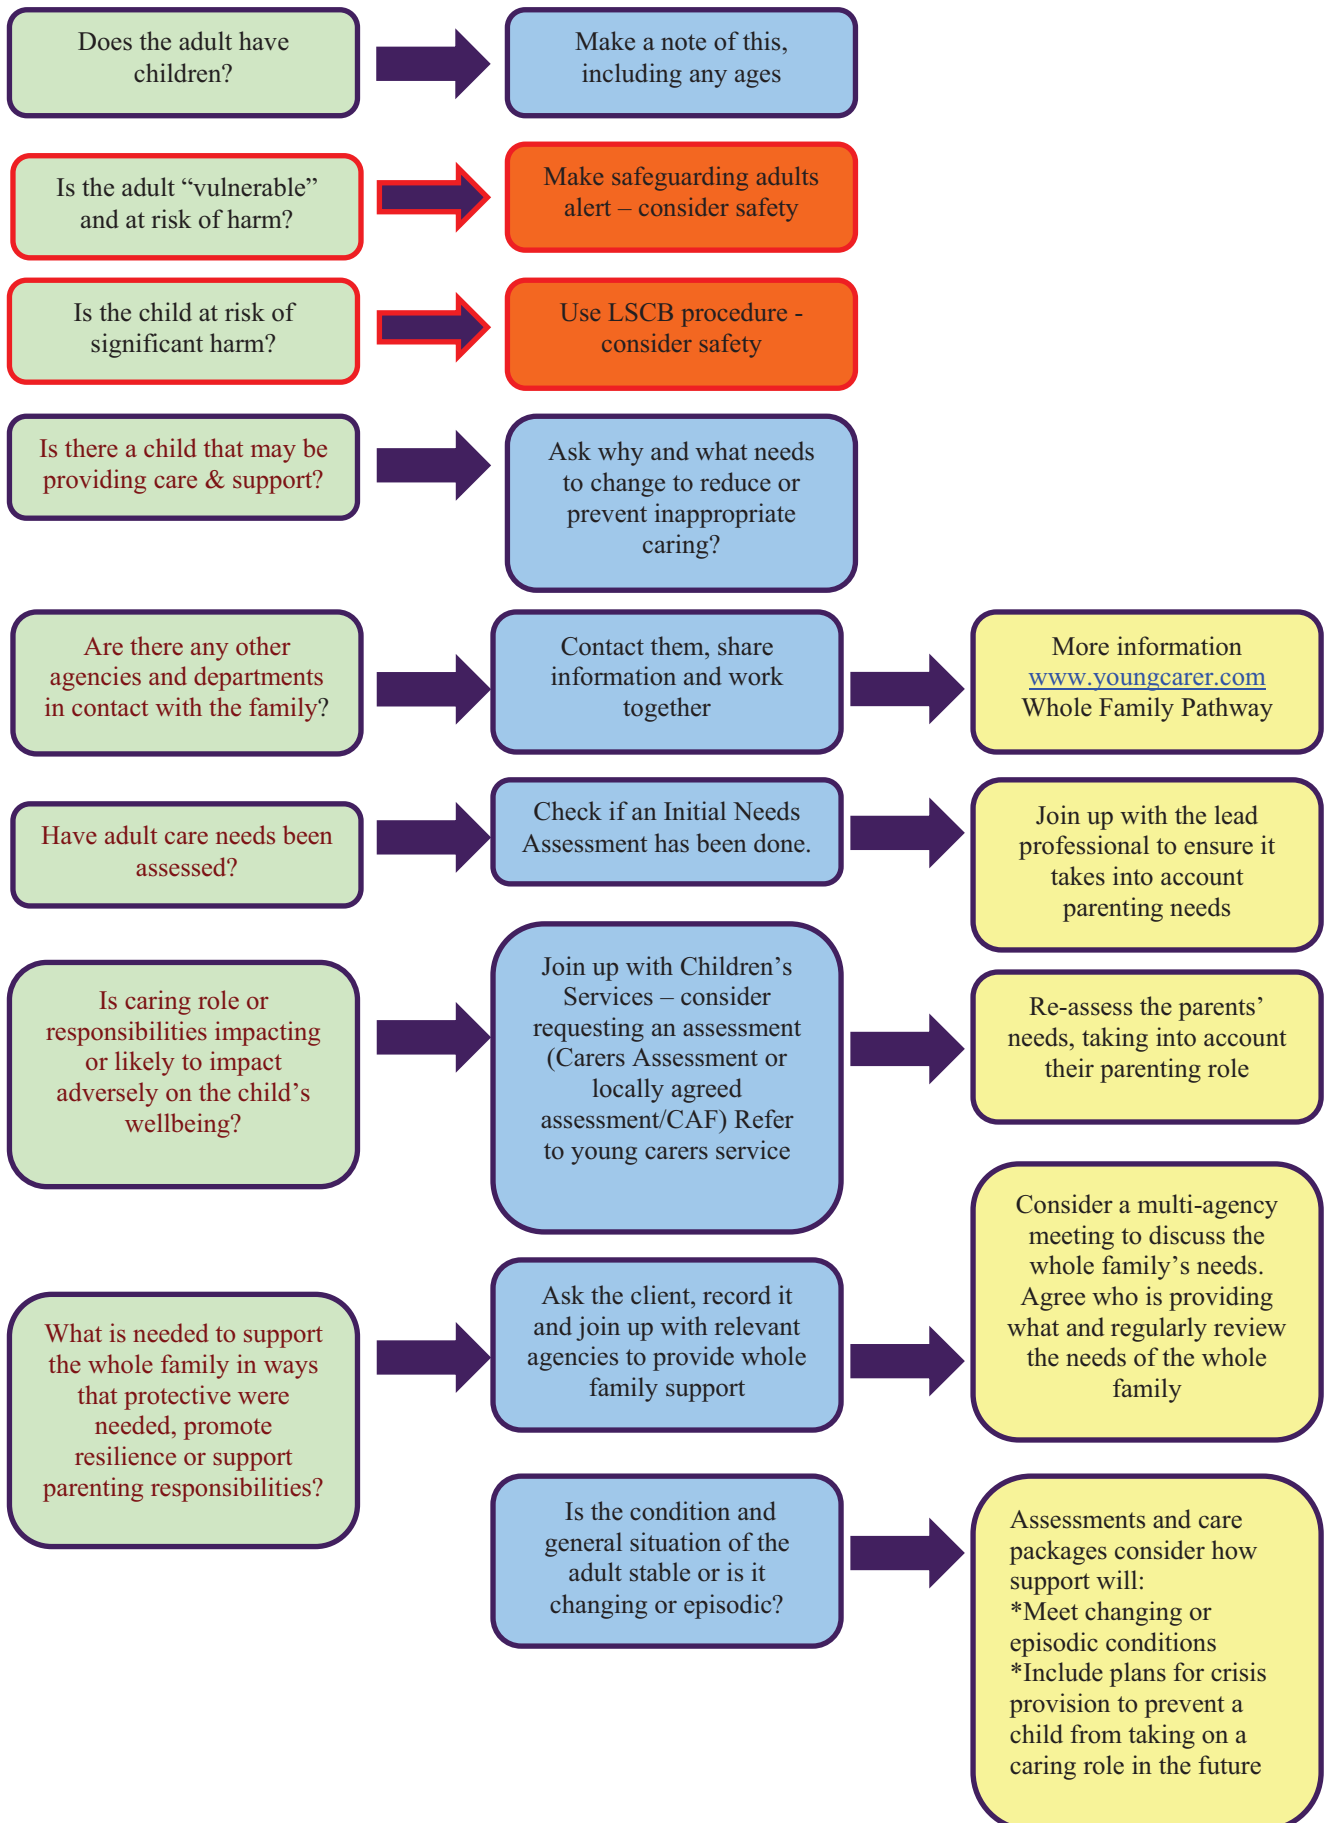 Does the adult have
children?
Make a note of this,
including any ages
Is the adult “vulnerable”
and at risk of harm?
Make safeguarding adults
alert – consider safety
Is the child at risk of
significant harm?
Use LSCB procedure -
consider safety
Is there a child that may be
providing care & support?
Ask why and what needs
to change to reduce or
prevent inappropriate
caring?
Are there any other
agencies and departments
in contact with the family?
Contact them, share
information and work
together
More information
www.youngcarer.com
Whole Family Pathway
Have adult care needs been
assessed?
Check if an Initial Needs
Assessment has been done.
Join up with the lead
professional to ensure it
takes into account
parenting needs
Is caring role or
responsibilities impacting
or likely to impact
adversely on the child’s
wellbeing?
Join up with Children’s
Services – consider
requesting an assessment
(Carers Assessment or
locally agreed
assessment/CAF) Refer
to young carers service
Re-assess the parents’
needs, taking into account
their parenting role
What is needed to support
the whole family in ways
that protective were
needed, promote
resilience or support
parenting responsibilities?
Ask the client, record it
and join up with relevant
agencies to provide whole
family support
Consider a multi-agency
meeting to discuss the
whole family’s needs.
Agree who is providing
what and regularly review
the needs of the whole
family
Is the condition and
general situation of the
adult stable or is it
changing or episodic?
Assessments and care
packages consider how
support will:
*Meet changing or
episodic conditions
*Include plans for crisis
provision to prevent a
child from taking on a
caring role in the future